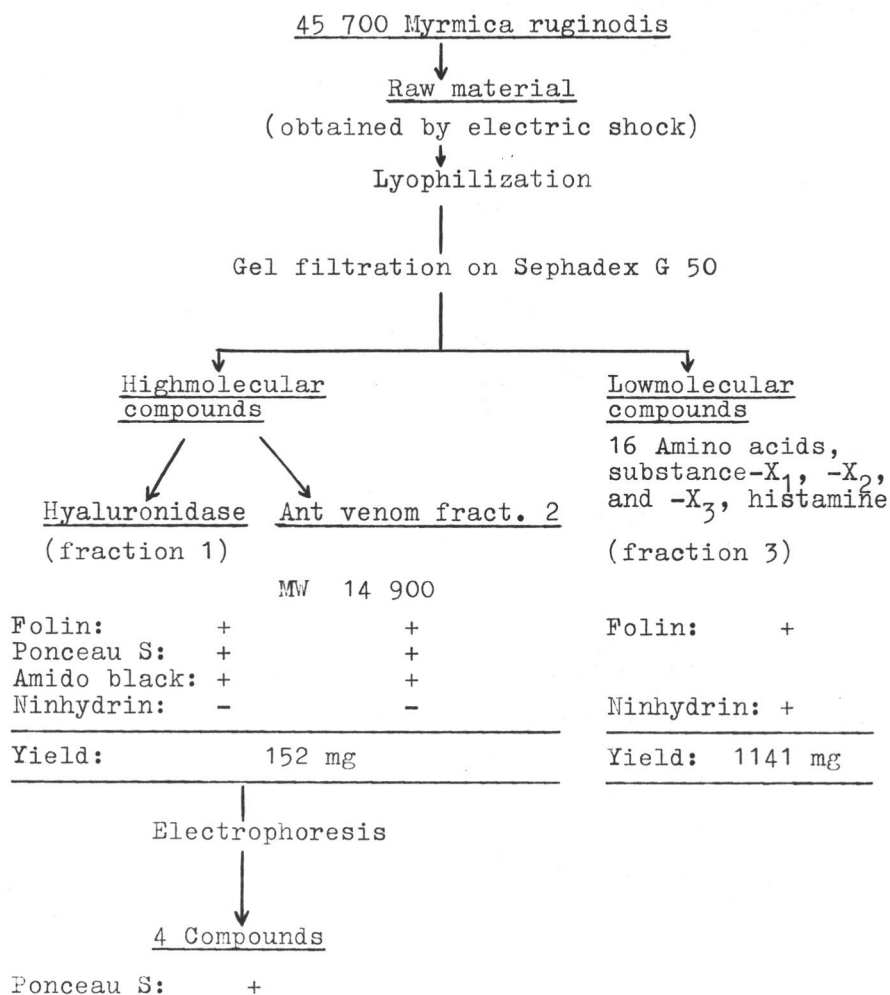 45 700 Myrmica ruginodis
Raw material
(obtained by electric shock)
Lyophilization
Gel filtration on Sephadex G 50
Highmolecular
compounds
Hyaluronidase
(fraction 1)
Ant venom fract. 2
MW 14 900
Folin: + +
Ponceau S: + +
Amido black: + +
Ninhydrin: - -
Yield: 152 mg
Lowmolecular
compounds
16 Amino acids,
substance-X1, -X2,
and -X3, histamine
(fraction 3)
Folin: +
Ninhydrin: +
Yield: 1141 mg
Electrophoresis
4 Compounds
Ponceau S: +